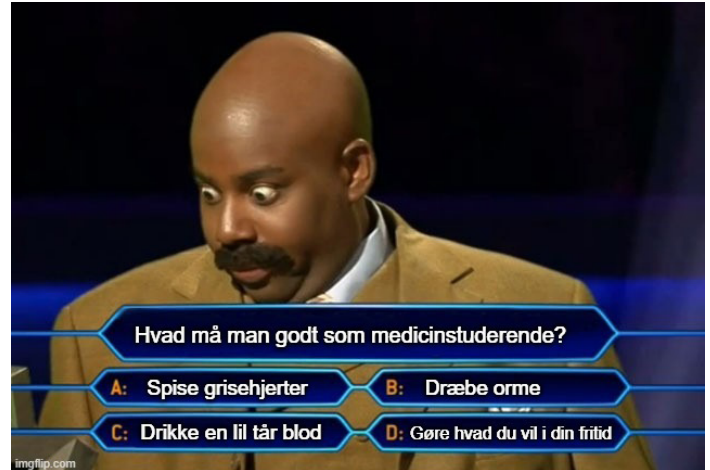 Hvad må man godt som medicinstuderende?
A: Spise grisehjerter
B: Dræbe orme
C: Drikke en lil tår blod
D: Gøre hvad du vil i din fritid
imgflip.com